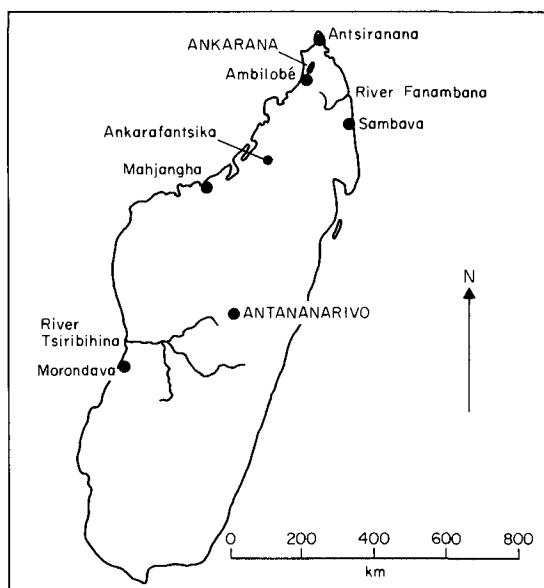 Antsiranana
ANKARANA
Ambilobé
River Fanambana
Sambava
Ankarafantsika
Mahjangha
N
ANTANANARIVO
River
Tsiribihina
Morondava
0 200 400 600 800
km